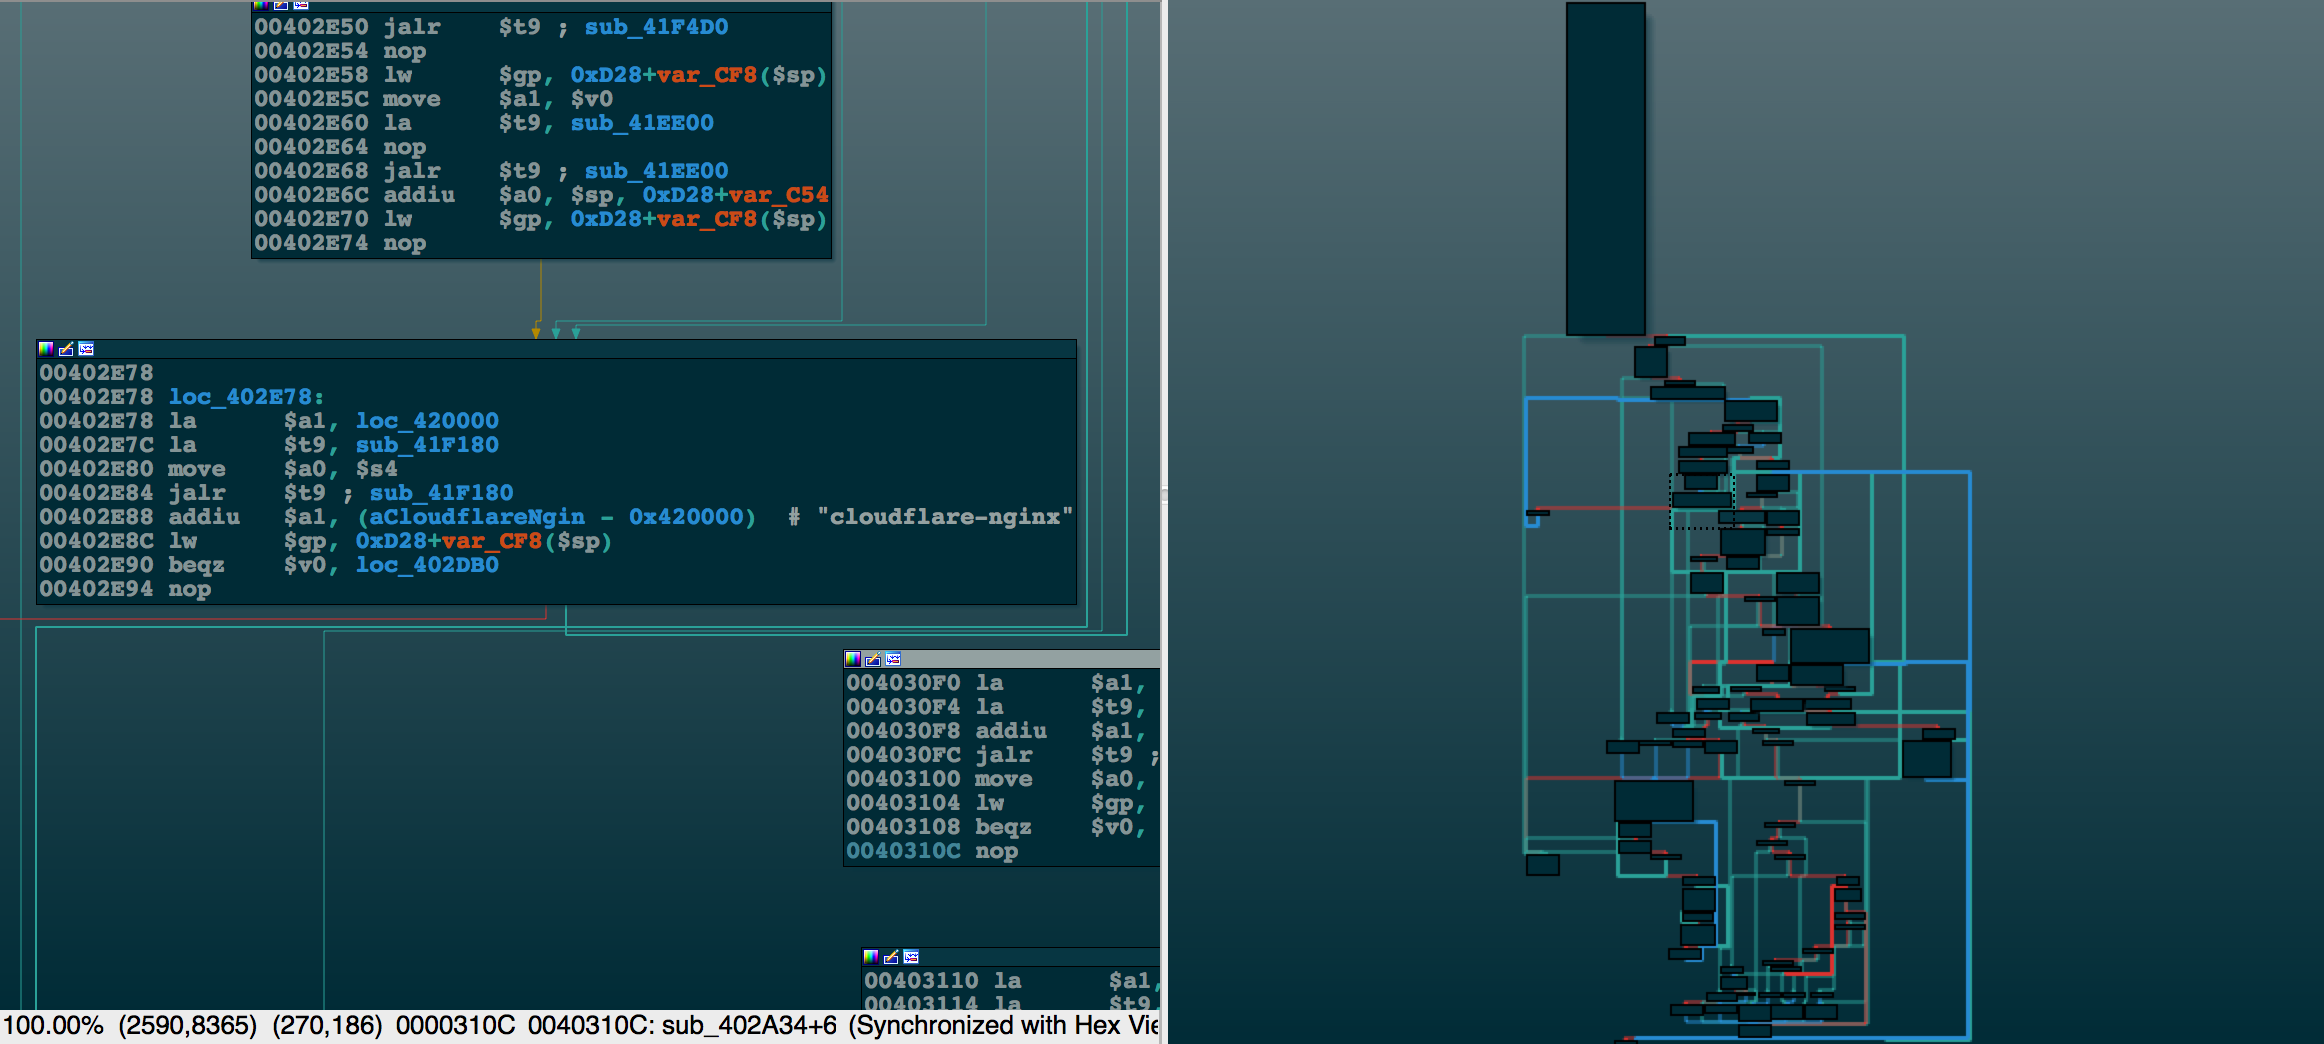 00402E50 jalr $t9 ; sub_41F4D0
00402E54 nop
00402E58 lw $gp, 0xD28+var_CF8($sp)
00402E5C move $a1, $v0
00402E60 la $t9, sub_41EE00
00402E64 nop
00402E68 jalr $t9 ; sub_41EE00
00402E6C addiu $a0, $sp, 0xD28+var_C54
00402E70 lw $gp, 0xD28+var_CF8($sp)
00402E74 nop
00402E78
00402E78 loc_402E78:
00402E78 la $a1, loc_420000
00402E7C la $t9, sub_41F180
00402E80 move $a0, $s4
00402E84 jalr $t9 ; sub_41F180
00402E88 addiu $a1, (aCloudflareNgin - 0x420000) # "cloudflare-nginx"
00402E8C lw $gp, 0xD28+var_CF8($sp)
00402E90 beqz $v0, loc_402DB0
00402E94 nop
004030F0 la $a1,
004030F4 la $t9,
004030F8 addiu $a1,
004030FC jalr $t9 ;
00403100 move $a0,
00403104 lw $gp,
00403108 beqz $v0,
0040310C nop
00403110 la $a1,
00403114 la $t9,
100.00% (2590,8365) (270,186) 0000310C 0040310C: sub_402A34+6 (Synchronized with Hex Vie